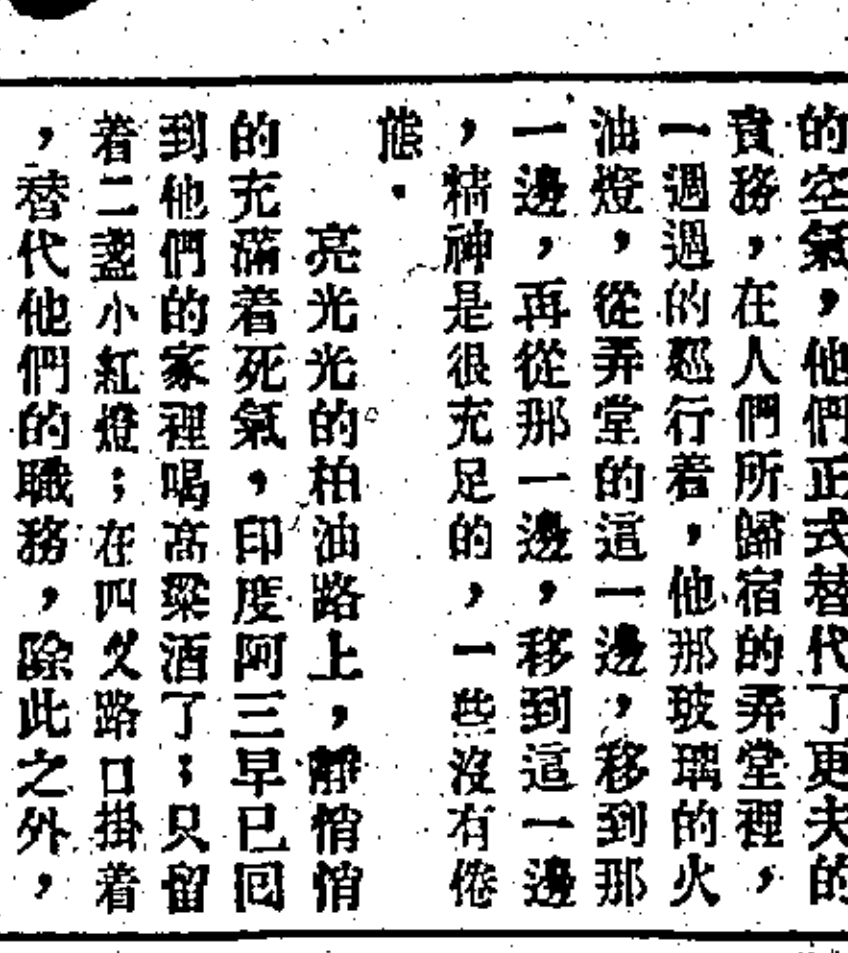 的空氣，他們正式替代了更夫的
責務，在人們所歸宿的弄堂裡，
一週週的廵行着，他那玻璃的火
油燈，從弄堂的這一邊，移到那
一邊，再從那一邊，移到這一邊
，精神是很充足的，一些沒有倦
態．
亮光光的柏油路上，靜悄悄
的充滿着死氣，印度阿三早已囘
到他們的家裡喝高粱酒了；只留
着二盞小紅燈；在四叉路口掛着
，替代他們的職務，除此之外，